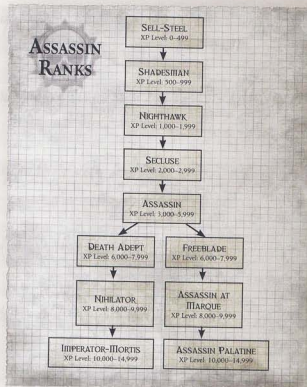 ASSASSIN
RANKS
SELL-STEEL
XP Level: 0–499
SHADESMAN
XP Level: 500–999
NIGHTHAWK
XP Level: 1,000–1,999
SECLUSE
XP Level: 2,000–2,999
ASSASSIN
XP Level: 3,000–5,999
DEATH ADEPT
XP Level: 6,000–7,999
FREEBLADE
XP Level: 6,000–7,999
NIHILATOR
XP Level: 8,000–9,999
ASSASSIN AT
MARQUE
XP Level: 8,000–9,999
IMPERATOR-MORTIS
XP Level: 10,000–14,999
ASSASSIN PALATINE
XP Level: 10,000–14,999